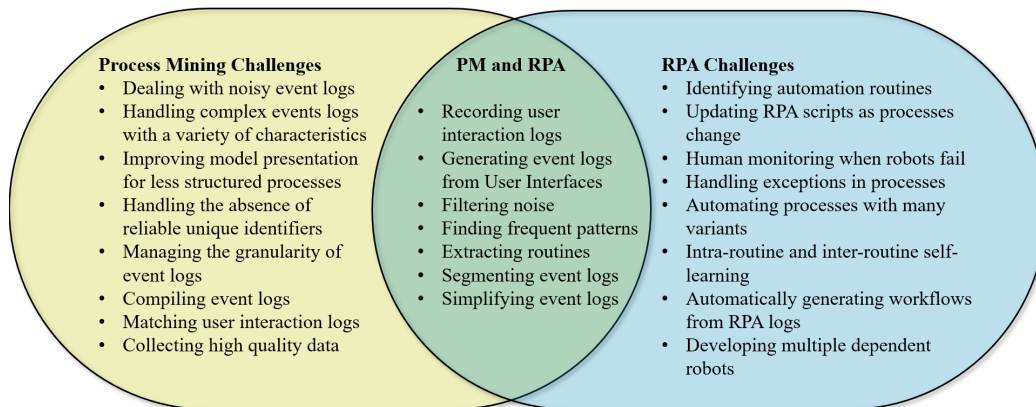 Process Mining Challenges
• Dealing with noisy event logs
• Handling complex events logs
with a variety of characteristics
• Improving model presentation
for less structured processes
• Handling the absence of
reliable unique identifiers
• Managing the granularity of
event logs
• Compiling event logs
• Matching user interaction logs
• Collecting high quality data
PM and RPA
• Recording user
interaction logs
• Generating event logs
from User Interfaces
• Filtering noise
• Finding frequent patterns
• Extracting routines
• Segmenting event logs
• Simplifying event logs
RPA Challenges
• Identifying automation routines
• Updating RPA scripts as processes
change
• Human monitoring when robots fail
• Handling exceptions in processes
• Automating processes with many
variants
• Intra-routine and inter-routine self-
learning
• Automatically generating workflows
from RPA logs
• Developing multiple dependent
robots